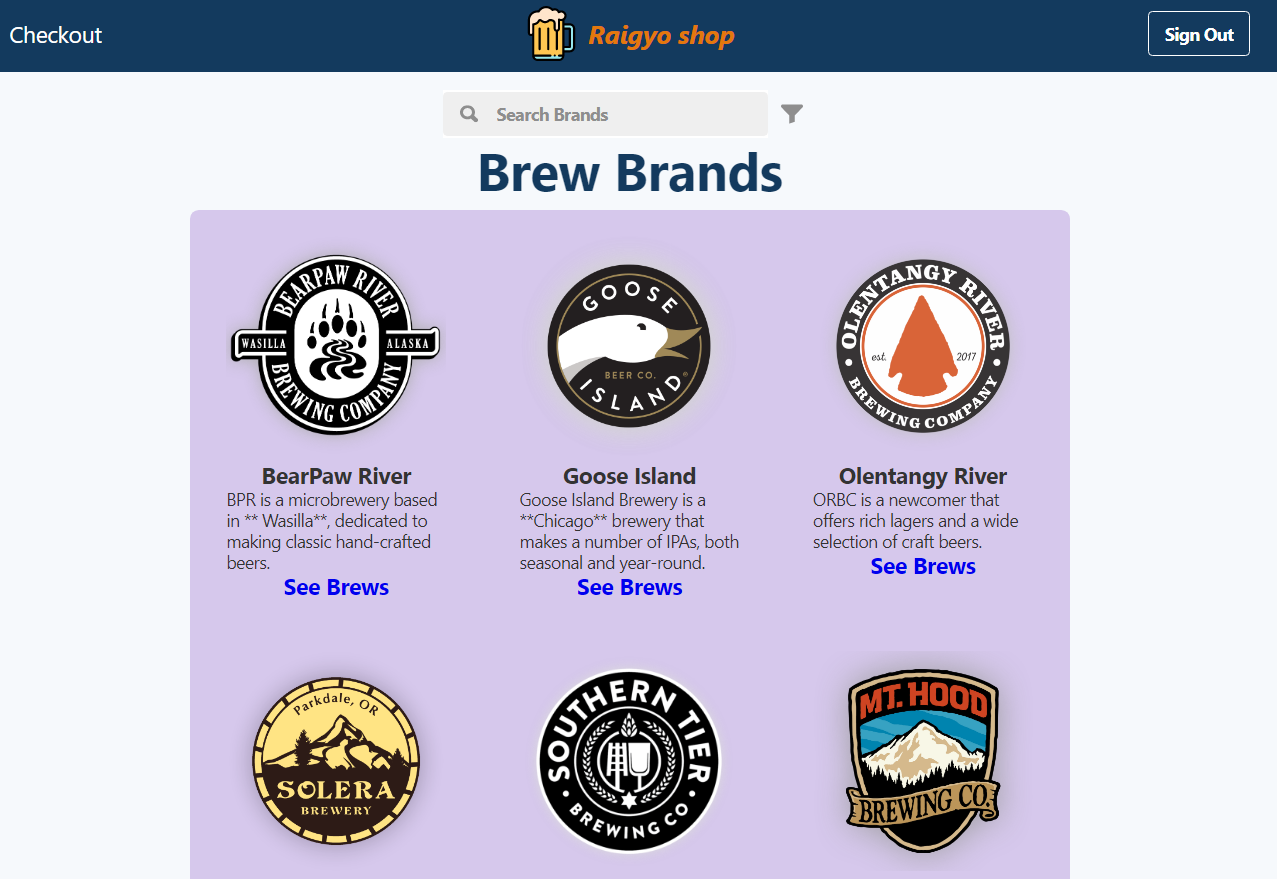 Checkout
Raigyo shop
Sign Out
Search Brands
Brew Brands
BEARPAW RIVER
WASILLA
ALASKA
BREWING COMPANY
GOOSE
BEER CO.
ISLAND
®
OLENTANGY RIVER
est.
2017
BREWING COMPANY
BearPaw River
BPR is a microbrewery based
in ** Wasilla**, dedicated to
making classic hand-crafted
beers.
See Brews
Goose Island
Goose Island Brewery is a
**Chicago** brewery that
makes a number of IPAs, both
seasonal and year-round.
See Brews
Olentangy River
ORBC is a newcomer that
offers rich lagers and a wide
selection of craft beers.
See Brews
Parkdale, OR
SOLERA
BREWERY
SOUTHERN TIER
BREWING CO
MT. HOOD
BREWING CO.